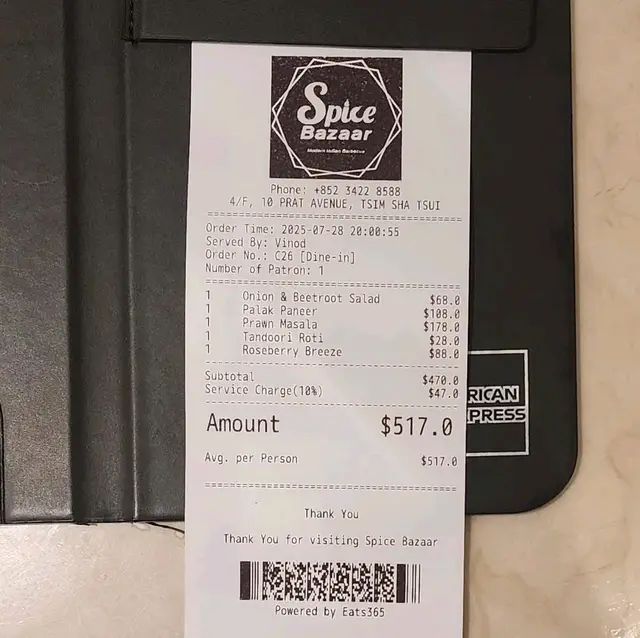 Spice
Bazaar
Modern Indian Barbecue
Phone: +852 3422 8588
4/F, 10 PRAT AVENUE, TSIM SHA TSUI
Order Time: 2025-07-28 20:00:55
Served By: Vinod
Order No.: C26 [Dine-in]
Number of Patron: 1
1 Onion & Beetroot Salad $68.0
1 Palak Paneer $108.0
1 Prawn Masala $178.0
1 Tandoori Roti $28.0
1 Roseberry Breeze $88.0
Subtotal $470.0
Service Charge(10%) $47.0
Amount $517.0
Avg. per Person $517.0
Thank You
Thank You for visiting Spice Bazaar
Powered by Eats365
RICAN
PRESS